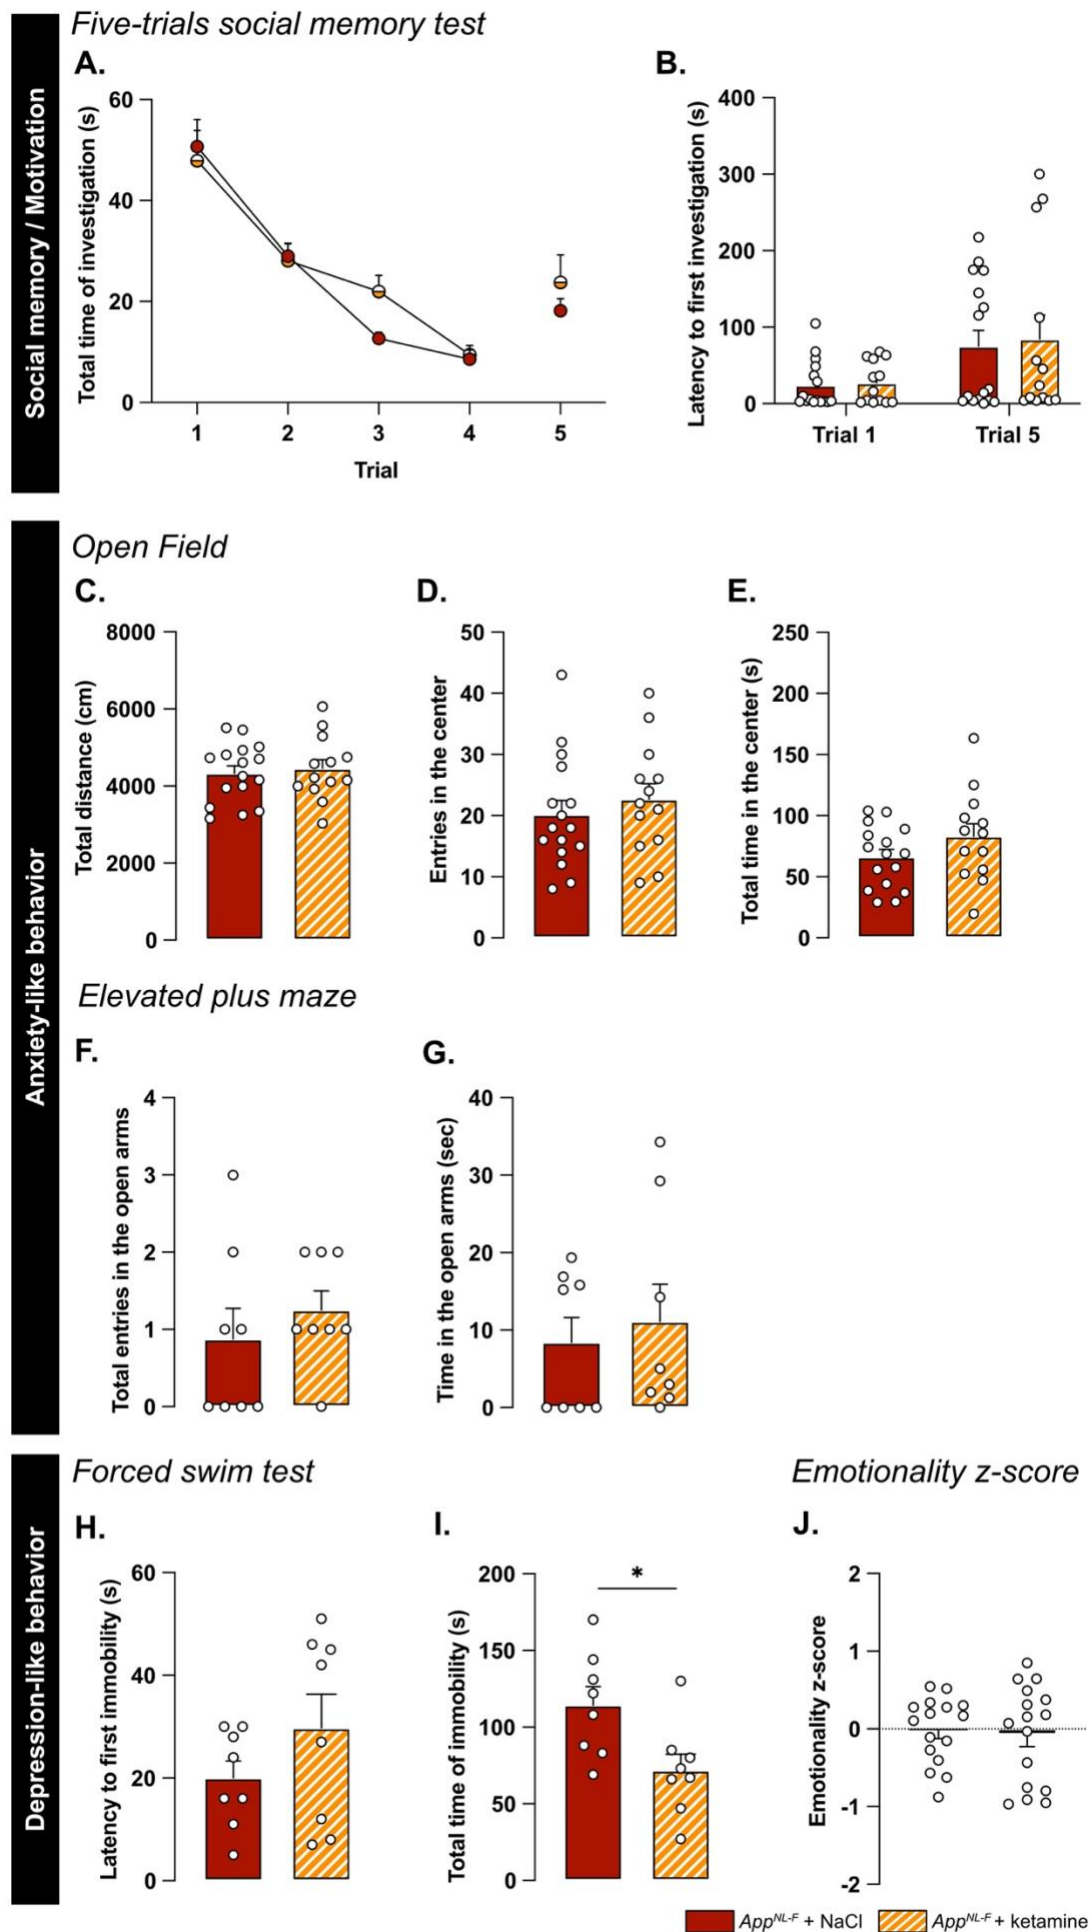 Social memory / Motivation
Five-trials social memory test
A.
Total time of investigation (s)
60
40
20
0
1 2 3 4 5
Trial
B.
Latency to first investigation (s)
400
300
200
100
0
Trial 1 Trial 5
Anxiety-like behavior
Open Field
C.
Total distance (cm)
8000
6000
4000
2000
0
D.
Entries in the center
50
40
30
20
10
0
E.
Total time in the center (s)
250
200
150
100
50
0
Elevated plus maze
F.
Total entries in the open arms
4
3
2
1
0
G.
Time in the open arms (sec)
40
30
20
10
0
Depression-like behavior
Forced swim test
H.
Latency to first immobility (s)
60
40
20
0
I.
Total time of immobility (s)
200
150
100
50
0
*
Emotionality z-score
J.
Emotionality z-score
2
1
0
-1
-2
App^NL-F + NaCl App^NL-F + ketamine